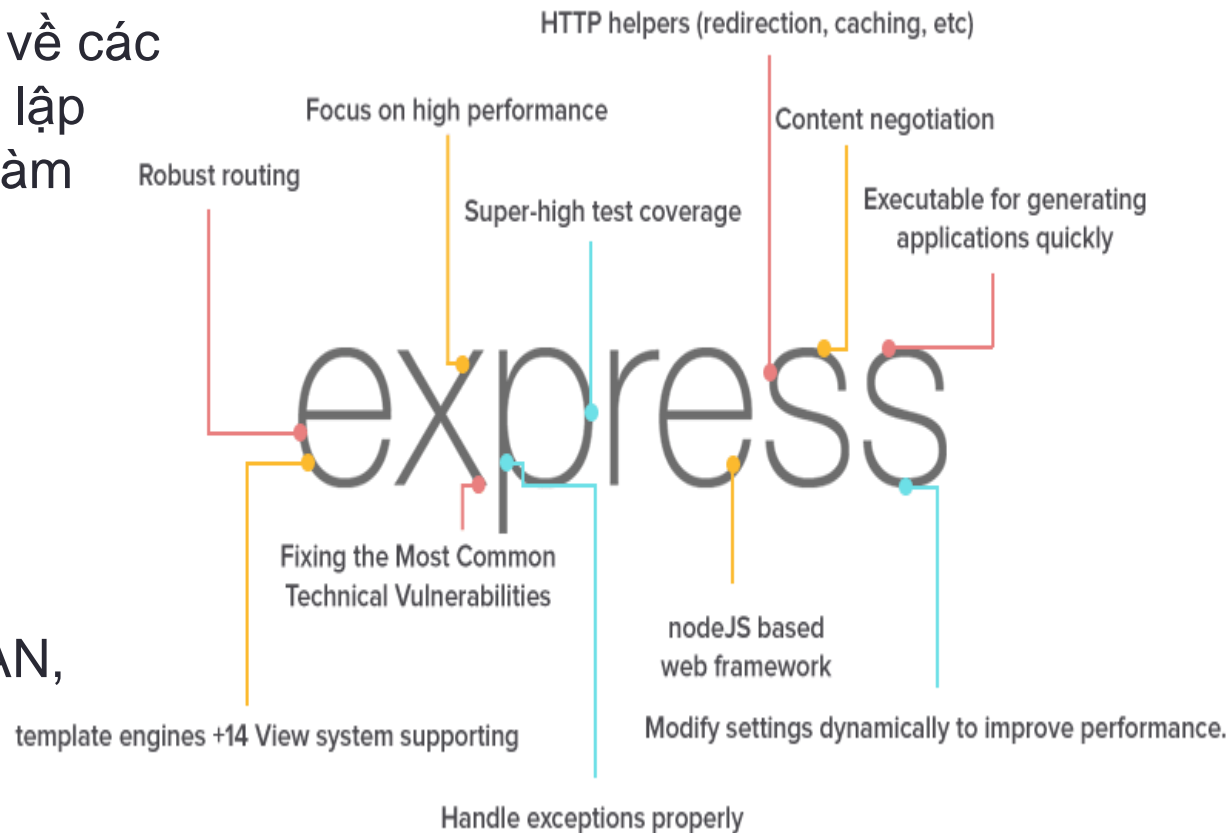 về các
lập
àm
HTTP helpers (redirection, caching, etc)
Focus on high performance
Content negotiation
Robust routing
Super-high test coverage
Executable for generating
applications quickly
express
Fixing the Most Common
Technical Vulnerabilities
nodeJS based
web framework
AN,
template engines +14 View system supporting
Modify settings dynamically to improve performance.
Handle exceptions properly